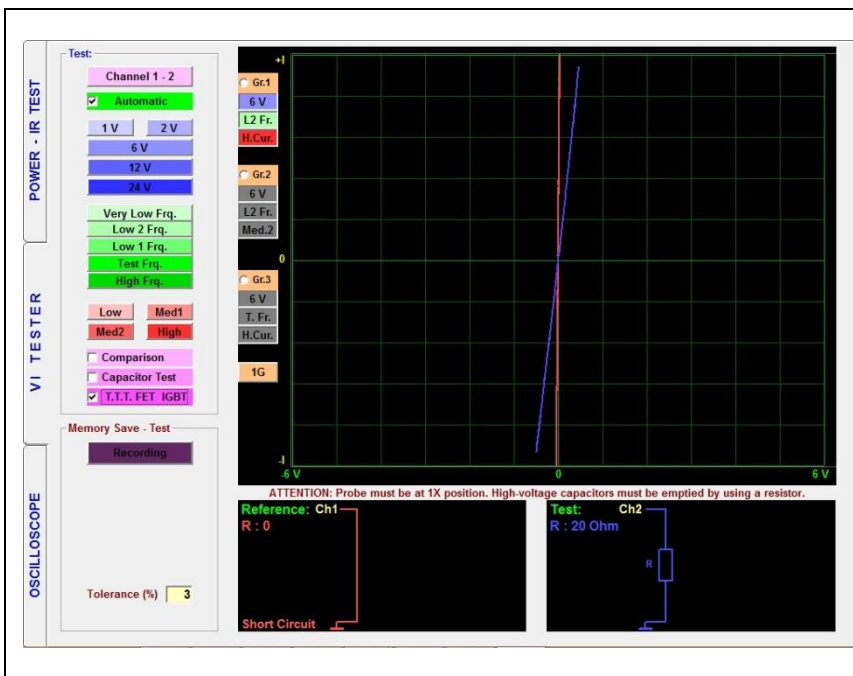 POWER - IR TEST
VI TESTER
OSCILLOSCOPE
Test:
Channel 1 - 2
Automatic
1 V
2 V
6 V
12 V
24 V
Very Low Frq.
Low 2 Frq.
Low 1 Frq.
Test Frq.
High Frq.
Low
Med1
Med2
High
Comparison
Capacitor Test
T.T.T. FET IGBT
Memory Save - Test
Recording
Tolerance (%) 3
Gr.1
6 V
L2 Fr.
H.Cur.
Gr.2
6 V
L2 Fr.
Med.2
Gr.3
6 V
T. Fr.
H.Cur.
1G
+I
0
-I
-6 V
0
6 V
ATTENTION: Probe must be at 1X position. High-voltage capacitors must be emptied by using a resistor.
Reference: Ch1
R : 0
Short Circuit
Test: Ch2
R : 20 Ohm
R